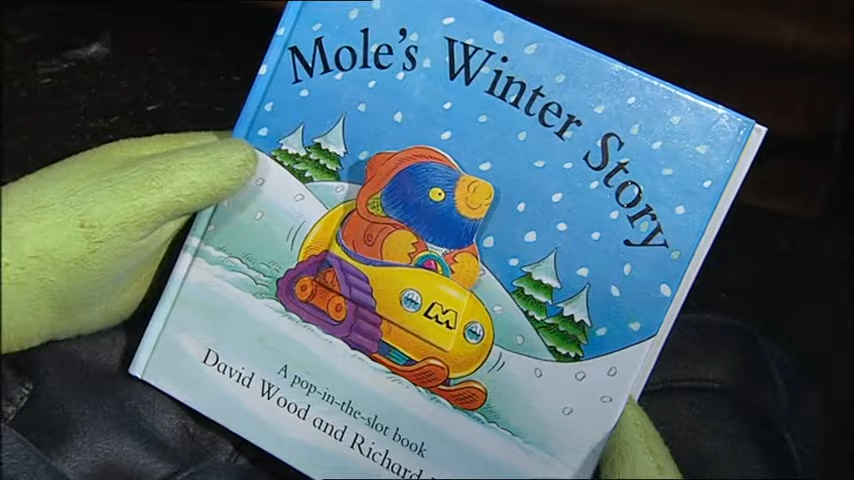 Mole's Winter Story
M
A pop-in-the-slot book
David Wood and Richard